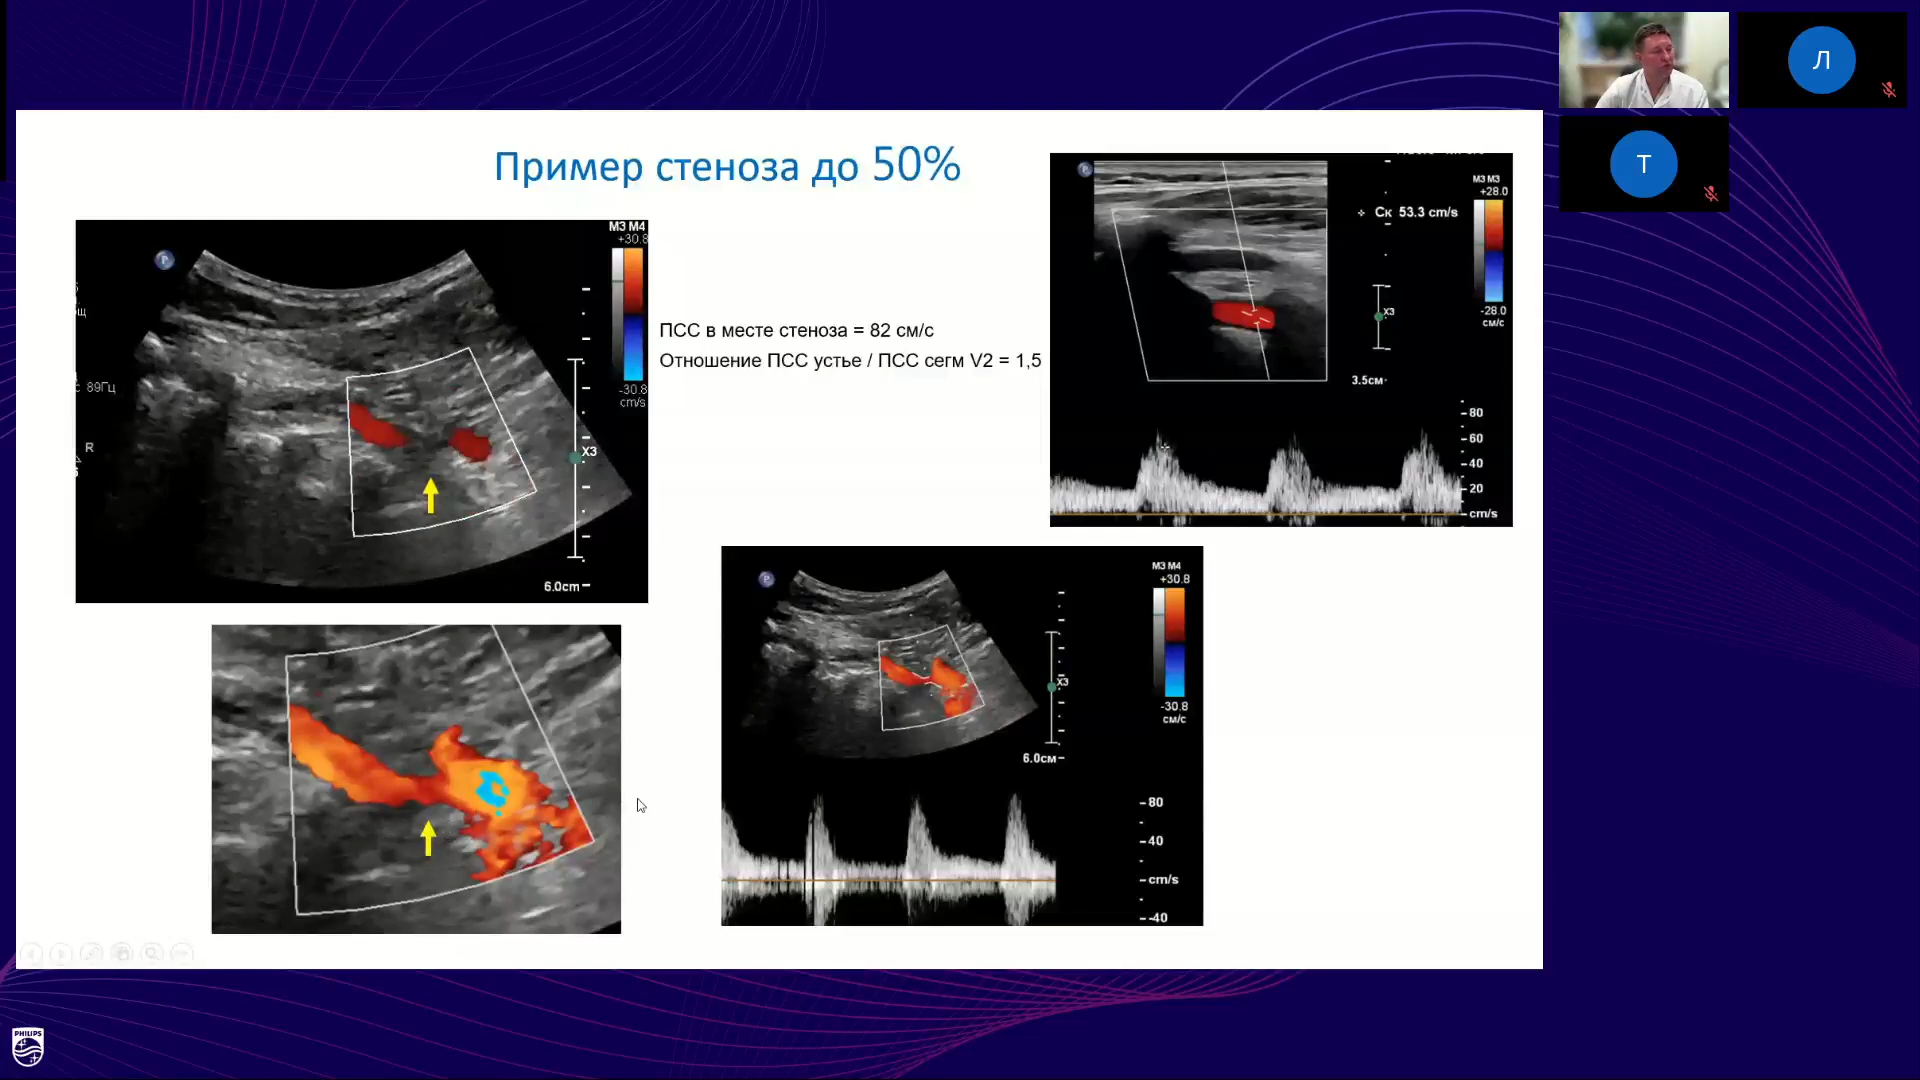 Л
Т
Пример стеноза до 50%
M3 M4
+30.8
-30.8
cm/s
с 89Гц
R
X3
6.0cm
ПСС в месте стеноза = 82 см/с
Отношение ПСС устье / ПСС сегм V2 = 1,5
P
Ск 53.3 cm/s
M3 M3
+28.0
-28.0
см/с
X3
3.5см
80
60
40
20
cm/s
P
M3 M4
+30.8
-30.8
см/с
X3
6.0см
80
40
cm/s
-40
PHILIPS